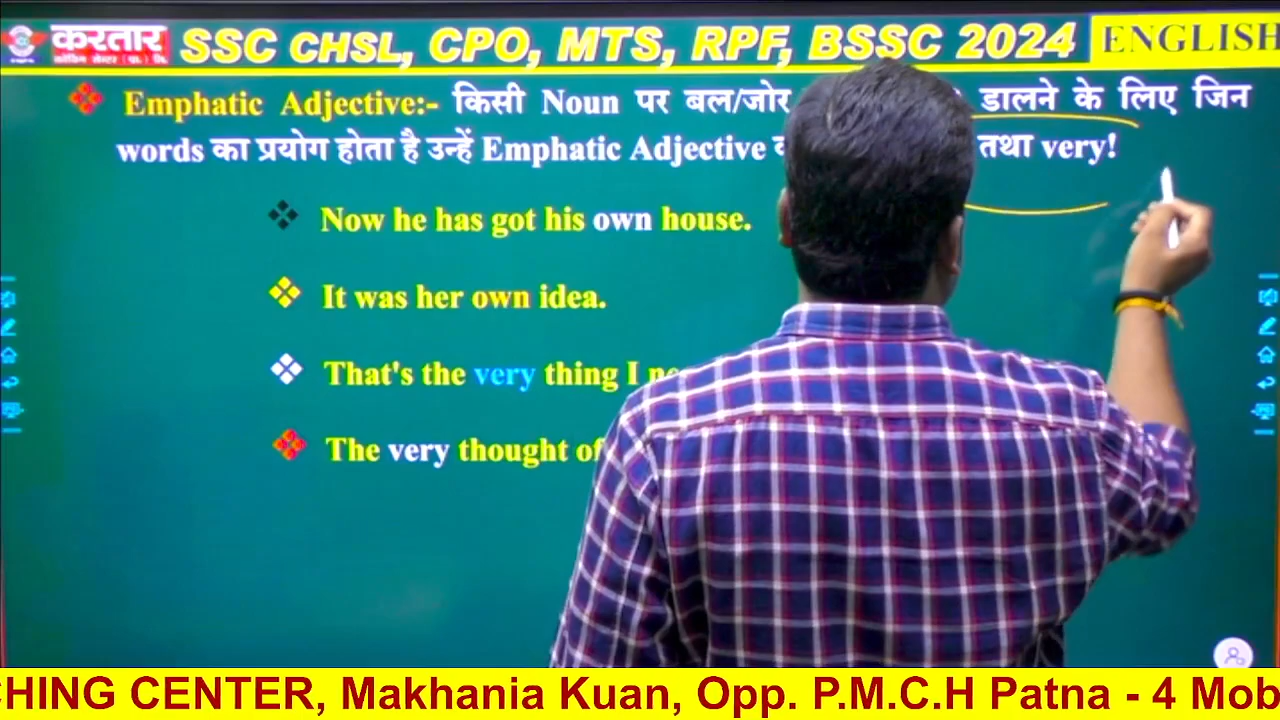 करतार
SSC CHSL, CPO, MTS, RPF, BSSC 2024
ENGLISH
Emphatic Adjective:- किसी Noun पर बल/जोर डालने के लिए जिन
words का प्रयोग होता है उन्हें Emphatic Adjective तथा very!
Now he has got his own house.
It was her own idea.
That's the very thing I
The very thought of
CHING CENTER, Makhania Kuan, Opp. P.M.C.H Patna - 4 Mob